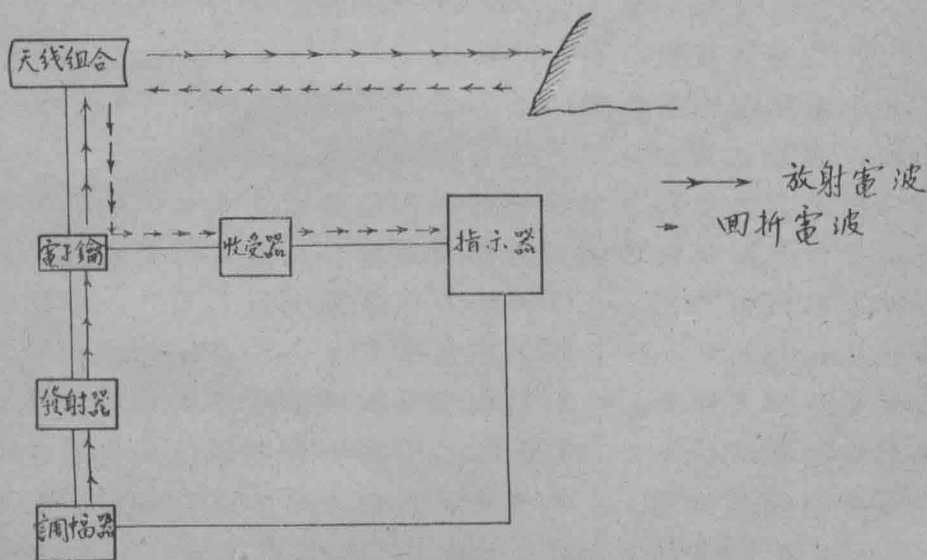 天线组合
放射電波
回折電波
電子鑰
收受器
指示器
發射器
調幅器